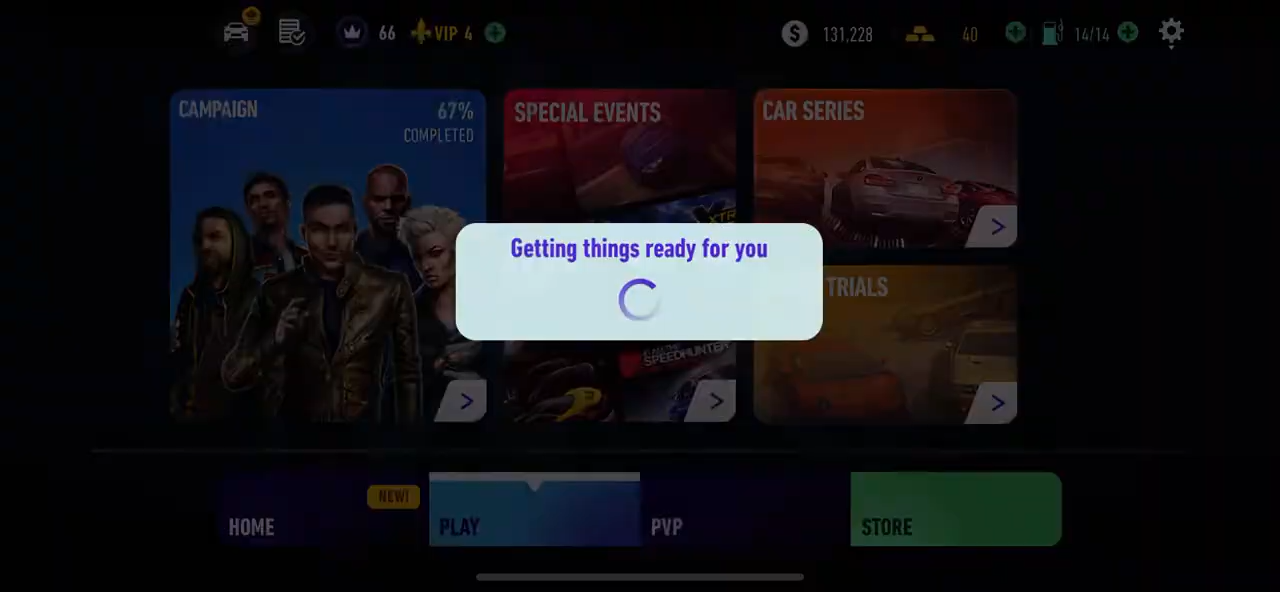 66 VIP 4 $ 131,228 40 14/14
CAMPAIGN
67%
COMPLETED
SPECIAL EVENTS
CAR SERIES
XTR
Getting things ready for you
TRIALS
SPEEDHUNTER
HOME
NEW!
PLAY
PVP
STORE